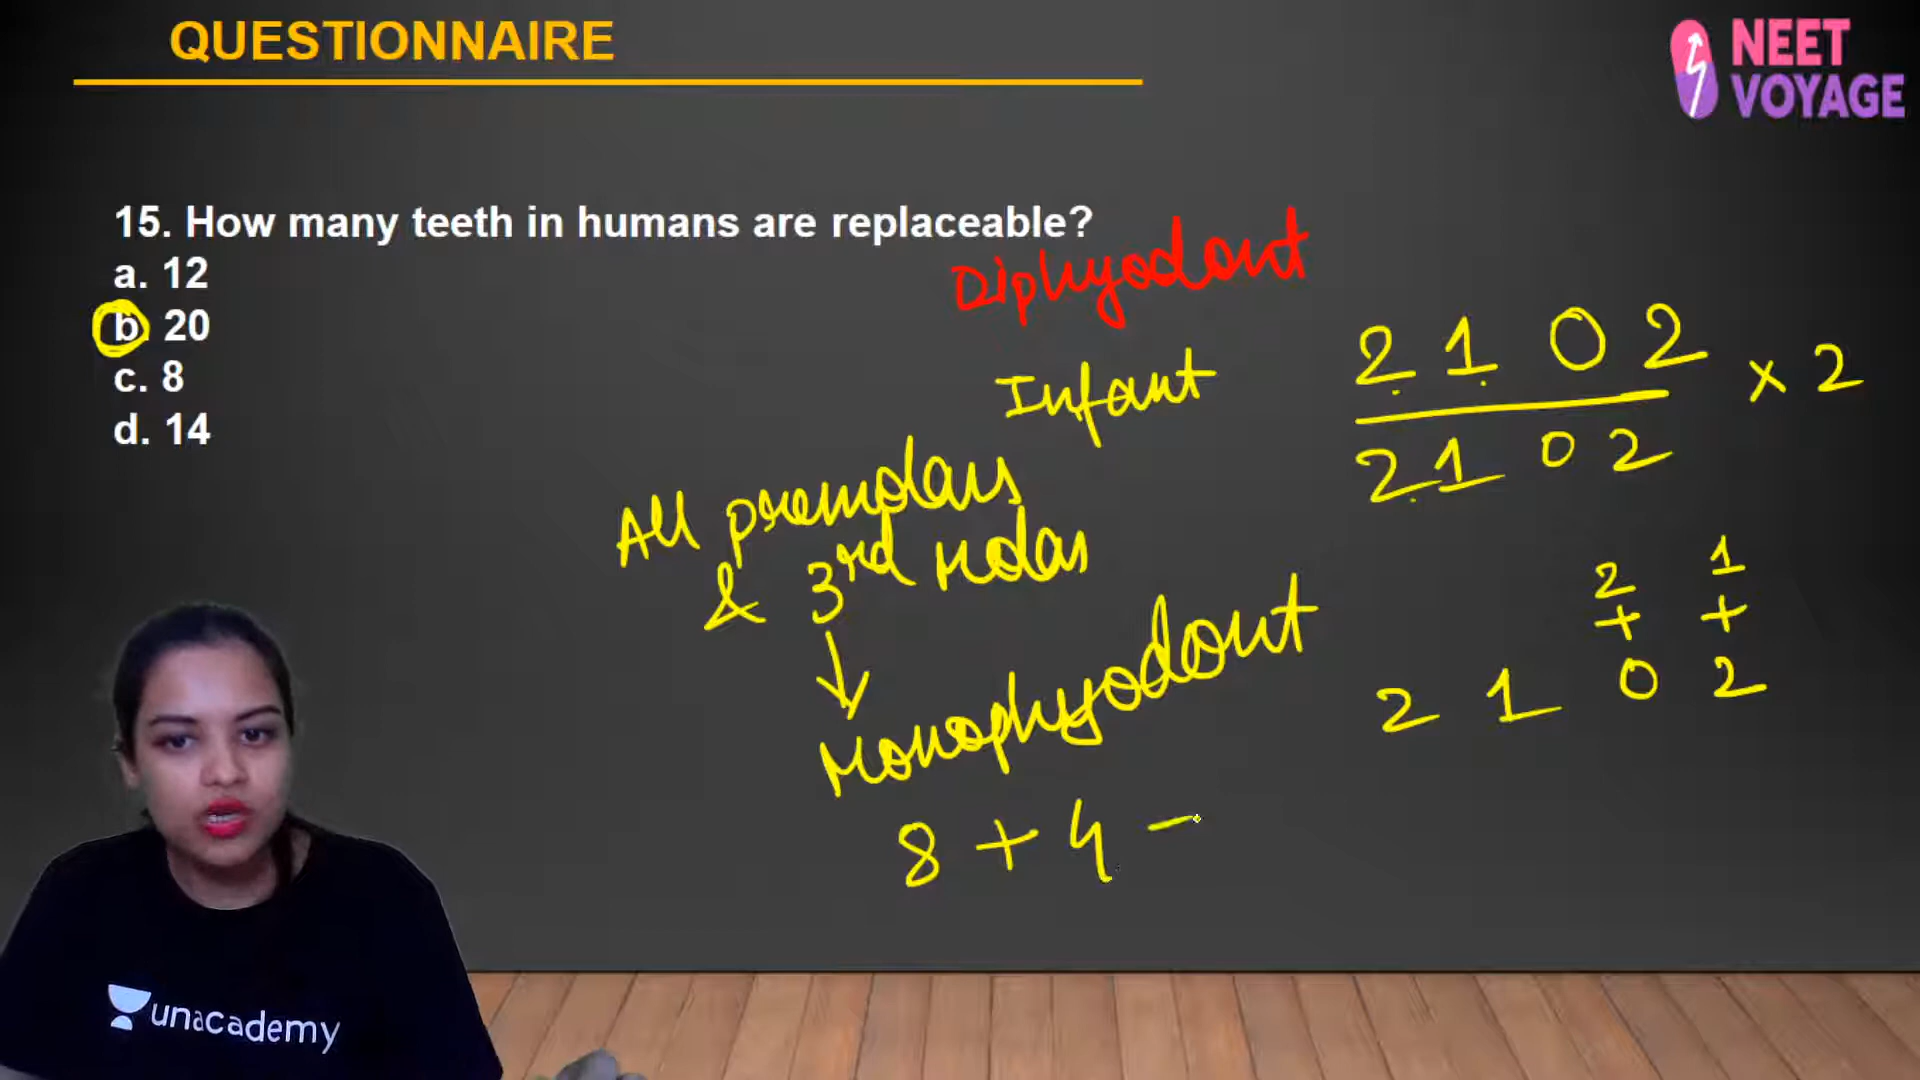 QUESTIONNAIRE
NEET
VOYAGE
15. How many teeth in humans are replaceable?
a. 12
b. 20
c. 8
d. 14
Diphyodont
Infant
2 1 0 2 × 2
2 1 0 2
All premolars
& 3rd Molar
Monophyodont
8 + 4 -
2 1
+ +
2 1 0 2
unacademy